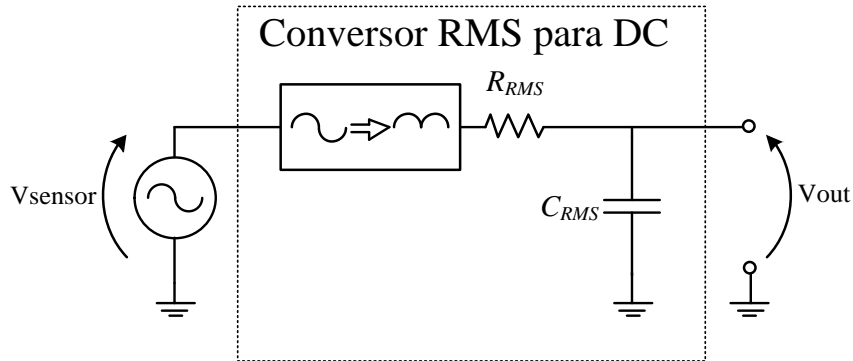 Conversor RMS para DC
R_RMS
Vsensor
C_RMS
Vout